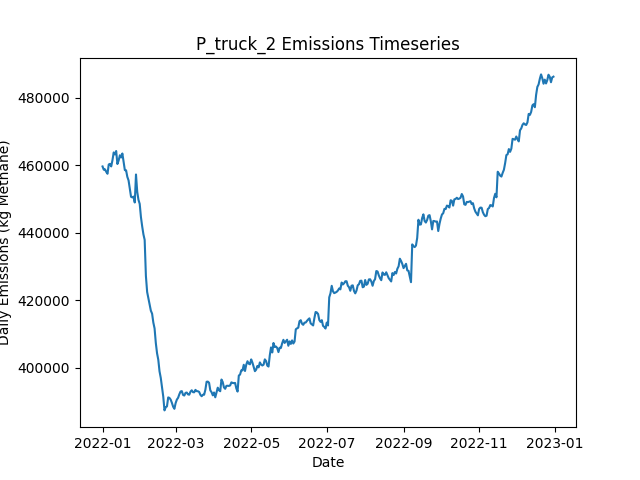 P_truck_2 Emissions Timeseries
480000
460000
440000
420000
400000
Daily Emissions (kg Methane)
2022-01 2022-03 2022-05 2022-07 2022-09 2022-11 2023-01
Date